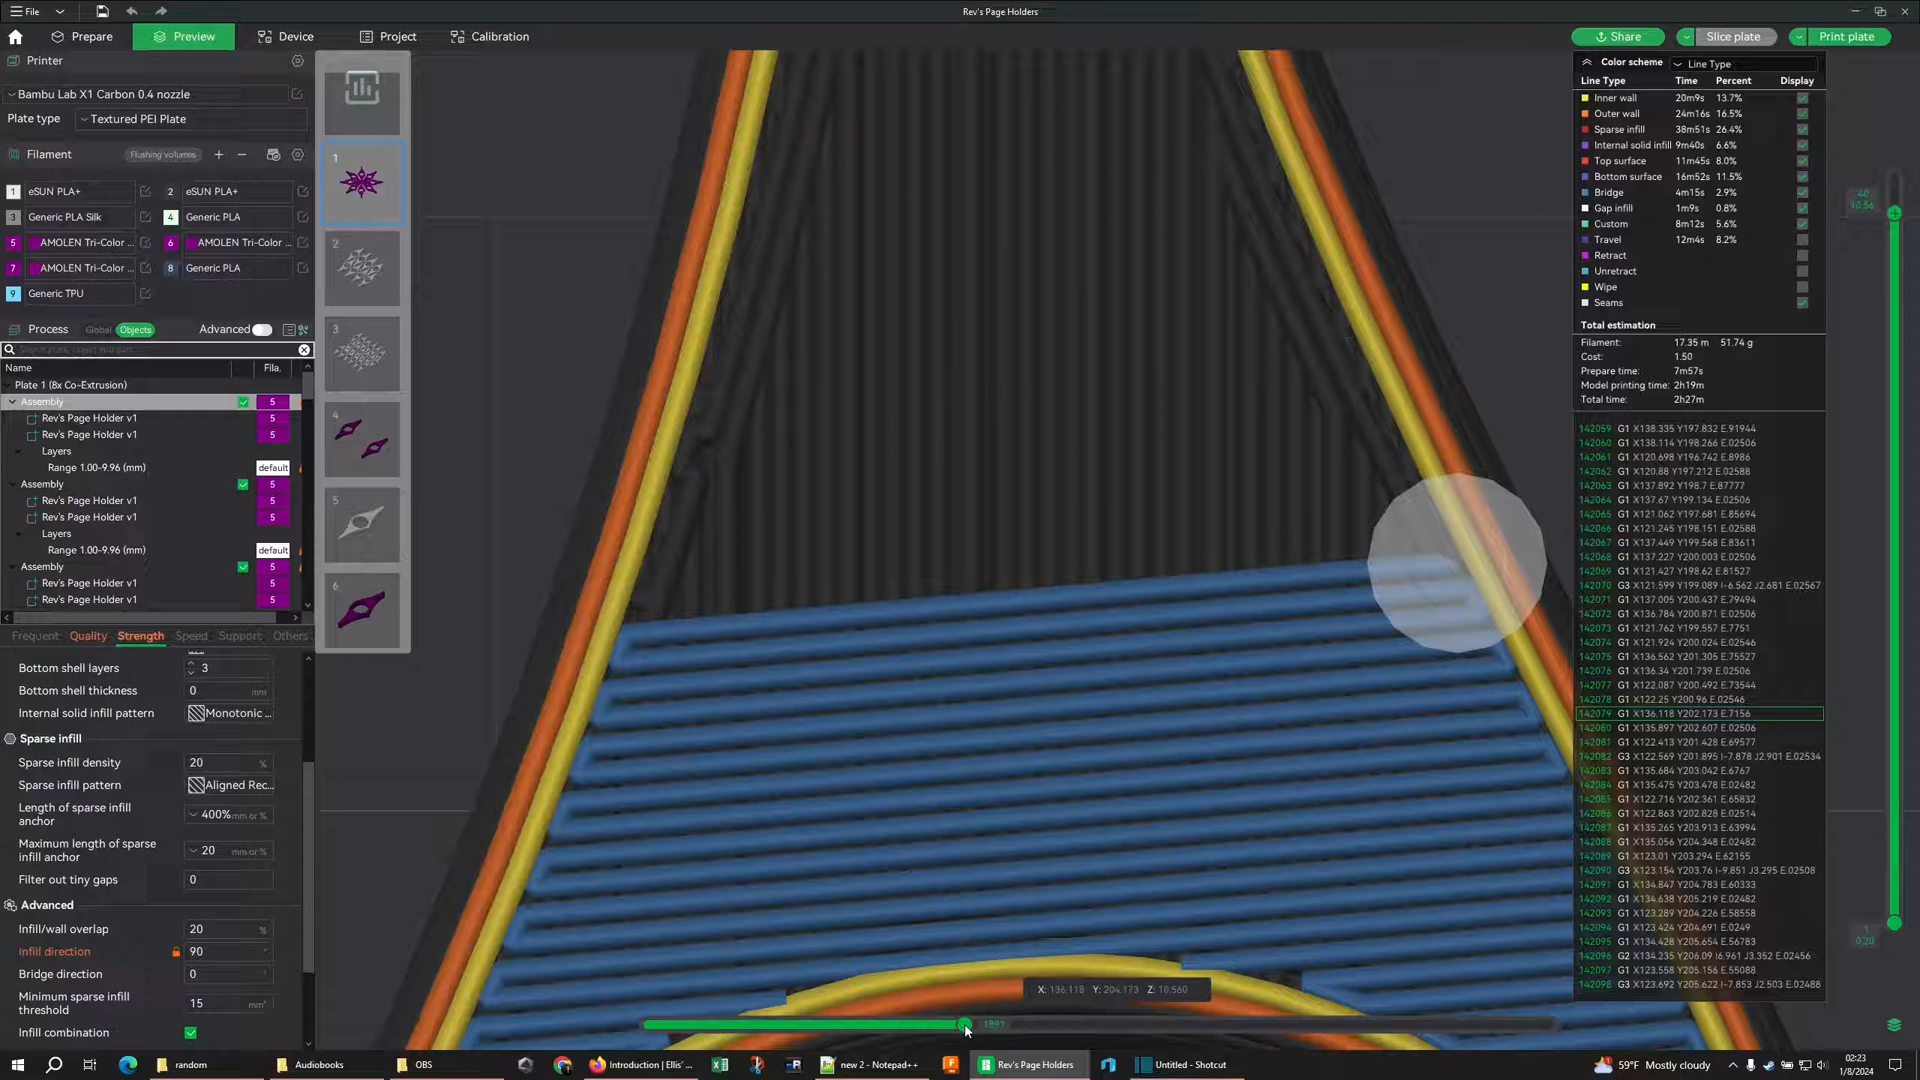 File
Rev's Page Holders
Prepare
Preview
Device
Project
Calibration
Share
Slice plate
Print plate
Printer
Bambu Lab X1 Carbon 0.4 nozzle
Plate type
Textured PEI Plate
Filament
Flushing volumes
1 eSUN PLA+
2 eSUN PLA+
3 Generic PLA Silk
4 Generic PLA
5 AMOLEN Tri-Color ...
6 AMOLEN Tri-Color ...
7 AMOLEN Tri-Color ...
8 Generic PLA
9 Generic TPU
Process Global Objects Advanced
Name Fila.
Plate 1 (8x Co-Extrusion)
Assembly 5
Rev's Page Holder v1 5
Rev's Page Holder v1 5
Layers
Range 1.00-9.96 (mm) default
Assembly 5
Rev's Page Holder v1 5
Rev's Page Holder v1 5
Layers
Range 1.00-9.96 (mm) default
Assembly 5
Rev's Page Holder v1 5
Rev's Page Holder v1 5
Frequent Quality Strength Speed Support Others
Bottom shell layers 3
Bottom shell thickness 0 mm
Internal solid infill pattern Monotonic ...
Sparse infill
Sparse infill density 20 %
Sparse infill pattern Aligned Rec...
Length of sparse infill anchor 400% mm or %
Maximum length of sparse infill anchor 20 mm or %
Filter out tiny gaps 0
Advanced
Infill/wall overlap 20 %
Infill direction 90 °
Bridge direction 0 °
Minimum sparse infill threshold 15 mm²
Infill combination
1
2
3
4
5
6
Color scheme Line Type
Line Type Time Percent Display
Inner wall 20m9s 13.7%
Outer wall 24m16s 16.5%
Sparse infill 38m51s 26.4%
Internal solid infill 9m40s 6.6%
Top surface 11m45s 8.0%
Bottom surface 16m52s 11.5%
Bridge 4m15s 2.9%
Gap infill 1m9s 0.8%
Custom 8m12s 5.6%
Travel 12m4s 8.2%
Retract
Unretract
Wipe
Seams
Total estimation
Filament: 17.35 m 51.74 g
Cost: 1.50
Prepare time: 7m57s
Model printing time: 2h19m
Total time: 2h27m
142059 G1 X138.335 Y197.832 E.91944
142060 G1 X138.114 Y198.266 E.02506
142061 G1 X120.698 Y196.742 E.8986
142062 G1 X120.88 Y197.212 E.02588
142063 G1 X137.892 Y198.7 E.87777
142064 G1 X137.67 Y199.134 E.02506
142065 G1 X121.062 Y197.681 E.85694
142066 G1 X121.245 Y198.151 E.02588
142067 G1 X137.449 Y199.568 E.83611
142068 G1 X137.227 Y200.003 E.02506
142069 G1 X121.427 Y198.62 E.81527
142070 G3 X121.599 Y199.089 I-6.562 J2.681 E.02567
142071 G1 X137.005 Y200.437 E.79494
142072 G1 X136.784 Y200.871 E.02506
142073 G1 X121.762 Y199.557 E.7751
142074 G1 X121.924 Y200.024 E.02546
142075 G1 X136.562 Y201.305 E.75527
142076 G1 X136.34 Y201.739 E.02506
142077 G1 X122.087 Y200.492 E.73544
142078 G1 X122.25 Y200.96 E.02546
142079 G1 X136.118 Y202.173 E.7156
142080 G1 X135.897 Y202.607 E.02506
142081 G1 X122.413 Y201.428 E.69577
142082 G3 X122.569 Y201.895 I-7.878 J2.901 E.02534
142083 G1 X135.684 Y203.042 E.6767
142084 G1 X135.475 Y203.478 E.02482
142085 G1 X122.716 Y202.361 E.65832
142086 G1 X122.863 Y202.828 E.02514
142087 G1 X135.265 Y203.913 E.63994
142088 G1 X135.056 Y204.348 E.02482
142089 G1 X123.01 Y203.294 E.62155
142090 G3 X123.154 Y203.76 I-9.851 J3.295 E.02508
142091 G1 X134.847 Y204.783 E.60333
142092 G1 X134.638 Y205.219 E.02482
142093 G1 X123.289 Y204.226 E.58558
142094 G1 X123.424 Y204.691 E.0249
142095 G1 X134.428 Y205.654 E.56783
142096 G2 X134.235 Y206.09 I6.961 J3.352 E.02456
142097 G1 X123.558 Y205.156 E.55088
142098 G3 X123.692 Y205.622 I-7.853 J2.503 E.02488
40
10.56
1
0.20
X: 136.118 Y: 204.173 Z: 10.560
1897
random
Audiobooks
OBS
Introduction | Ellis' ...
new 2 - Notepad++
Rev's Page Holders
Untitled - Shotcut
59°F Mostly cloudy
02:23
1/8/2024